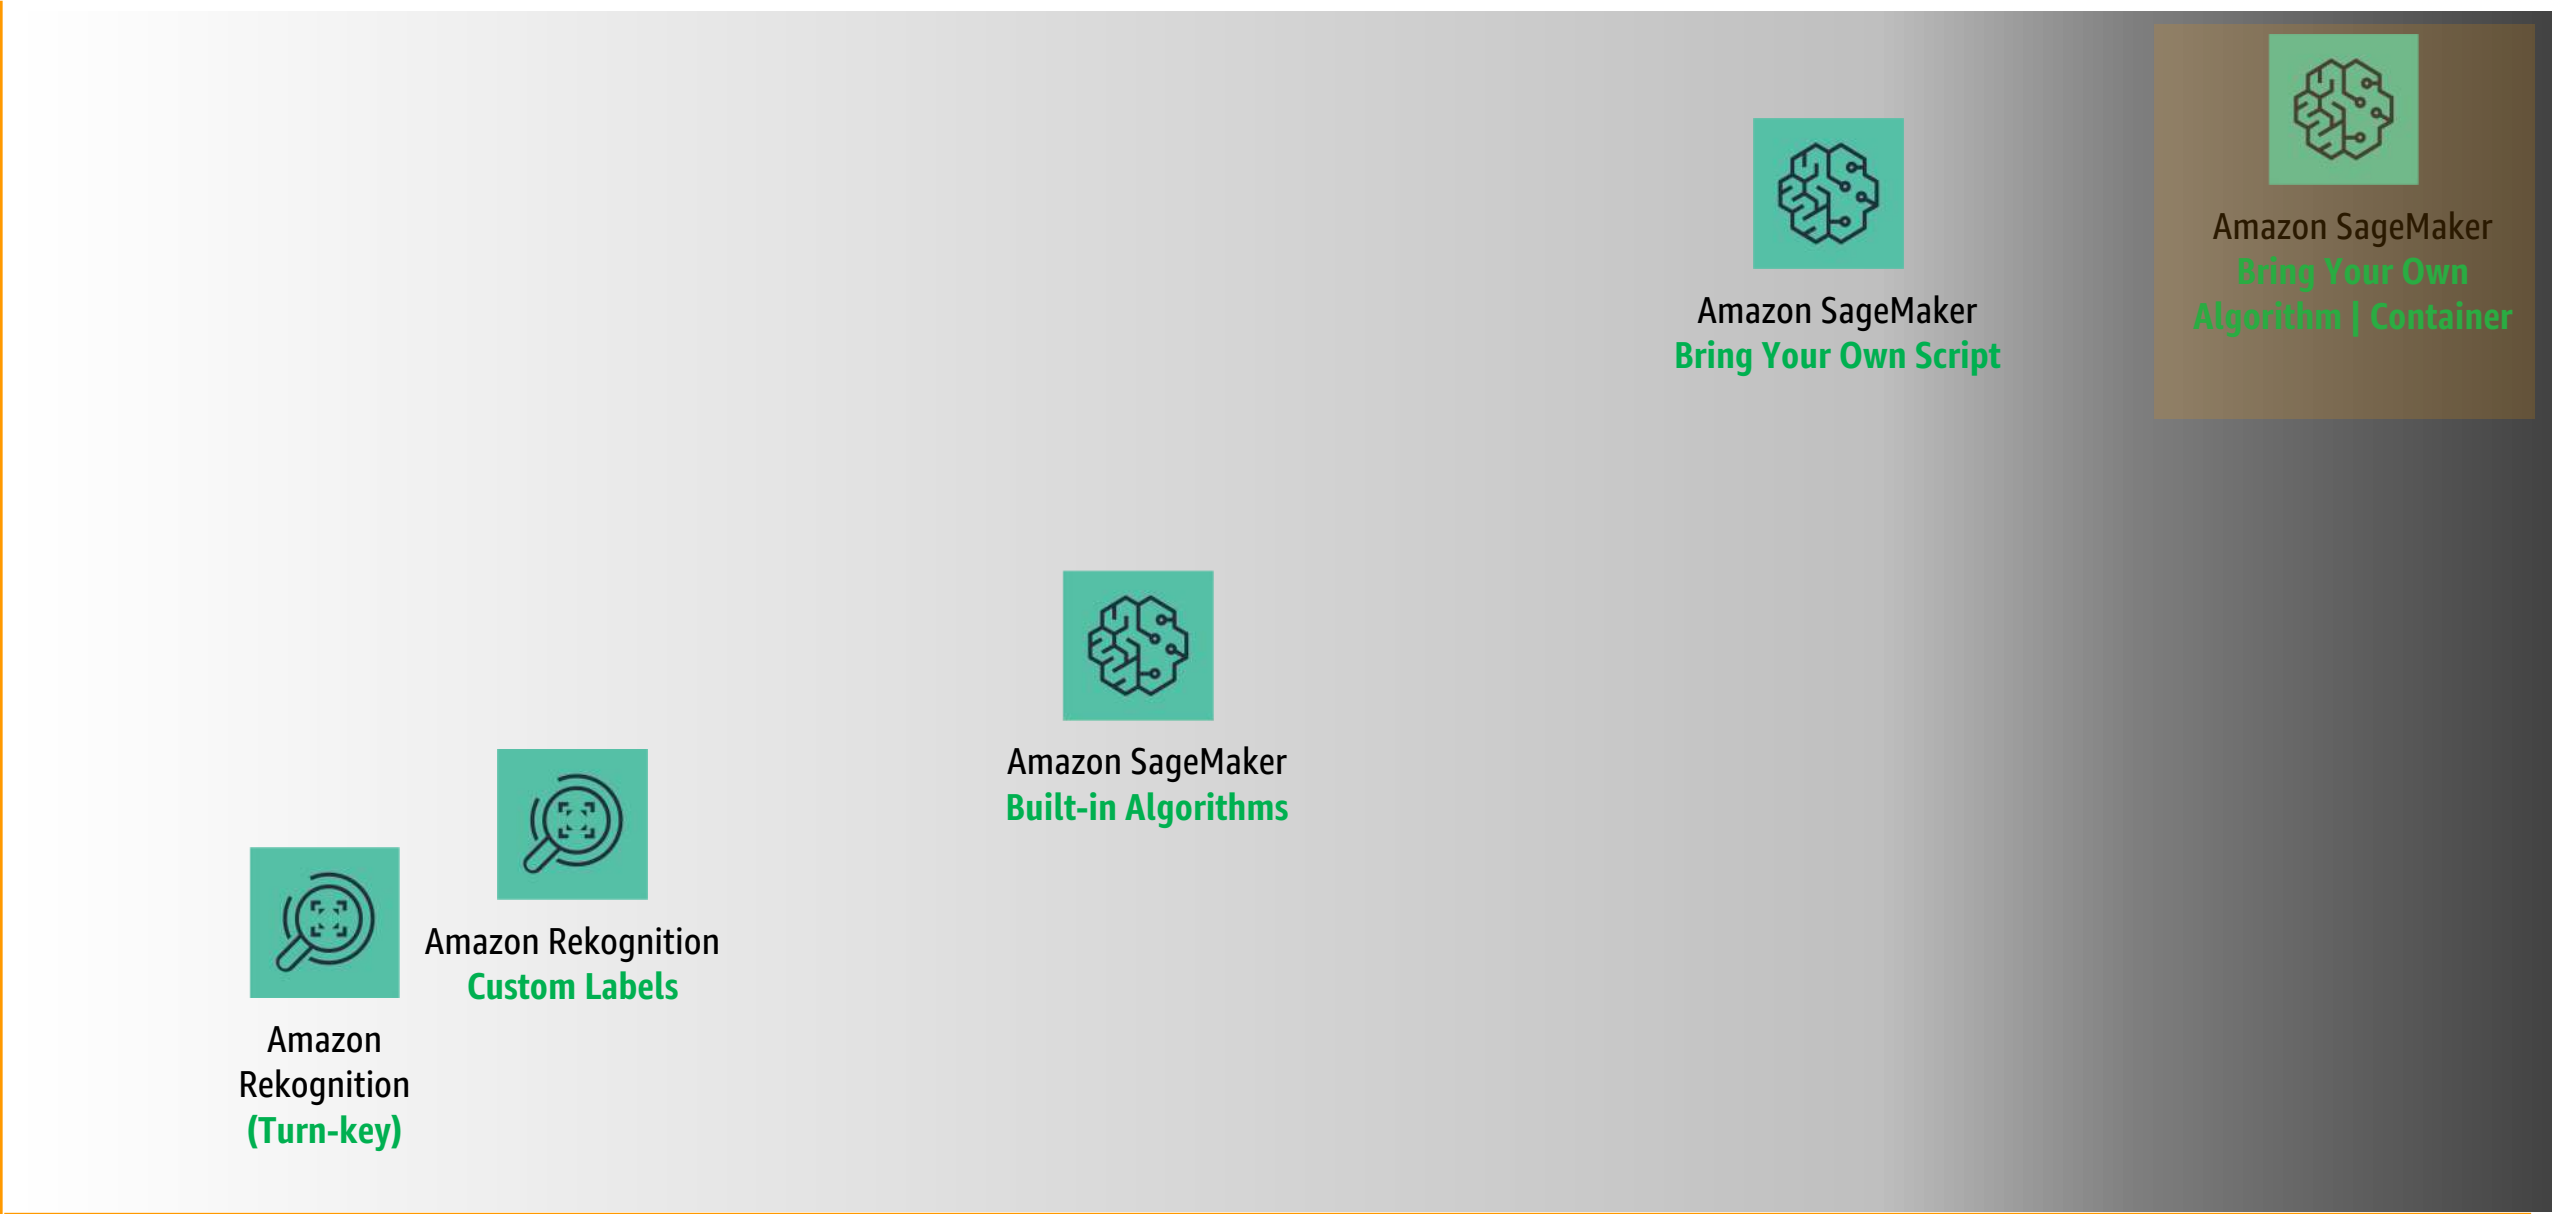 Amazon SageMaker
Bring Your Own
Algorithm | Container
Amazon SageMaker
Bring Your Own Script
Amazon SageMaker
Built-in Algorithms
Amazon Rekognition
Custom Labels
Amazon
Rekognition
(Turn-key)